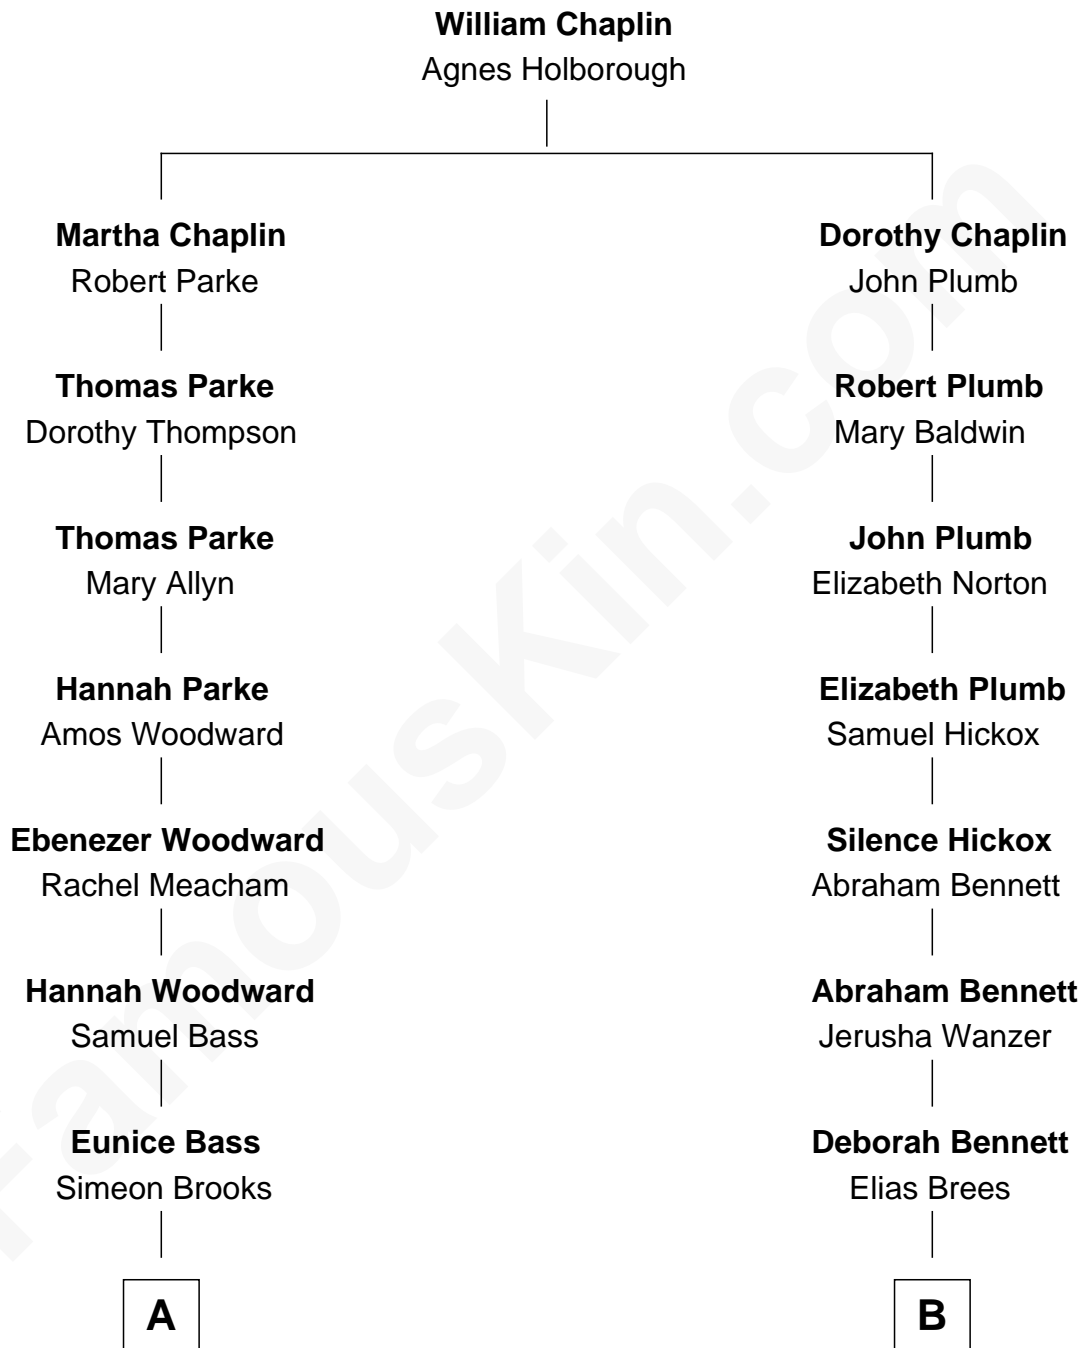 William Chaplin
Agnes Holborough
Martha Chaplin
Robert Parke
Dorothy Chaplin
John Plumb
Thomas Parke
Dorothy Thompson
Robert Plumb
Mary Baldwin
Thomas Parke
Mary Allyn
John Plumb
Elizabeth Norton
Hannah Parke
Amos Woodward
Elizabeth Plumb
Samuel Hickox
Ebenezer Woodward
Rachel Meacham
Silence Hickox
Abraham Bennett
Hannah Woodward
Samuel Bass
Abraham Bennett
Jerusha Wanzer
Eunice Bass
Simeon Brooks
Deborah Bennett
Elias Brees
A
B
FamousKin.com